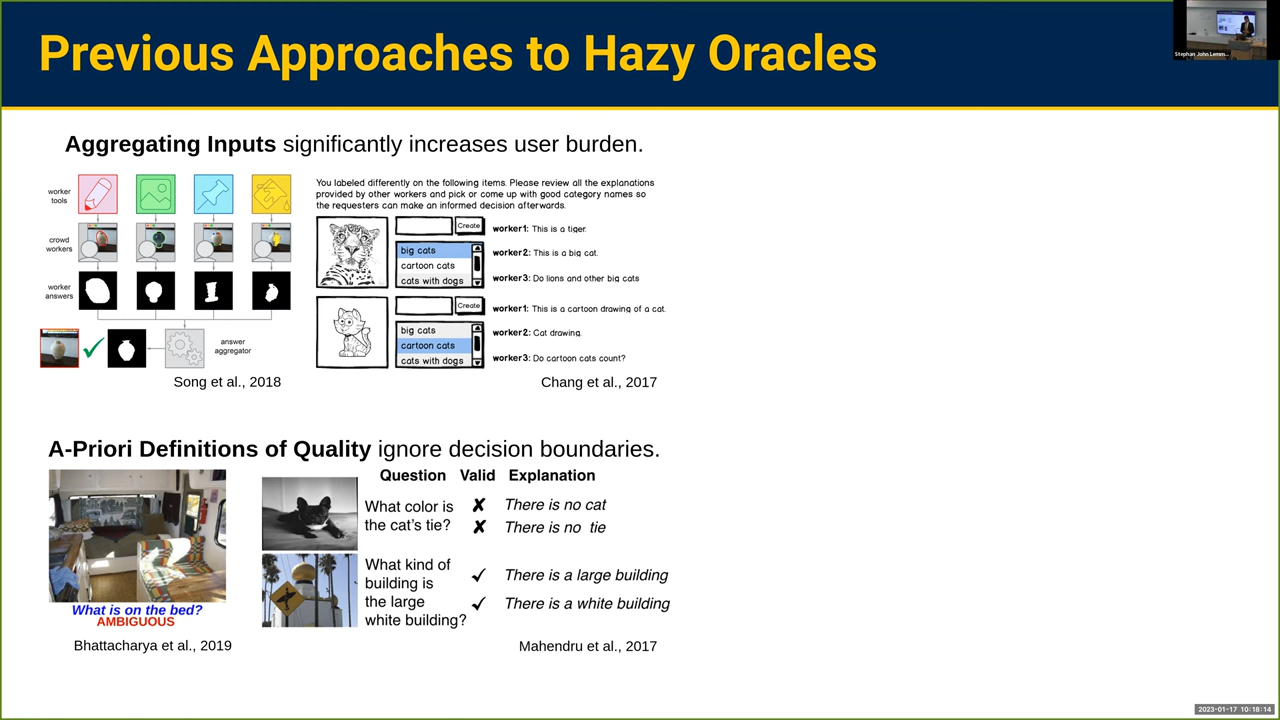 Previous Approaches to Hazy Oracles
Stephan John Lemm...
Aggregating Inputs significantly increases user burden.
worker
tools
crowd
workers
worker
answers
answer
aggregator
Song et al., 2018
You labeled differently on the following items. Please review all the explanations
provided by other workers and pick or come up with good category names so
the requesters can make an informed decision afterwards.
Create
big cats
cartoon cats
cats with dogs
worker1: This is a tiger.
worker2: This is a big cat.
worker3: Do lions and other big cats
Create
big cats
cartoon cats
cats with dogs
worker1: This is a cartoon drawing of a cat.
worker2: Cat drawing.
worker3: Do cartoon cats count?
Chang et al., 2017
A-Priori Definitions of Quality ignore decision boundaries.
What is on the bed?
AMBIGUOUS
Bhattacharya et al., 2019
Question Valid Explanation
What color is
the cat's tie?
✗ There is no cat
✗ There is no tie
What kind of
building is
the large
white building?
✓ There is a large building
✓ There is a white building
Mahendru et al., 2017
2023-01-17 10:18:14